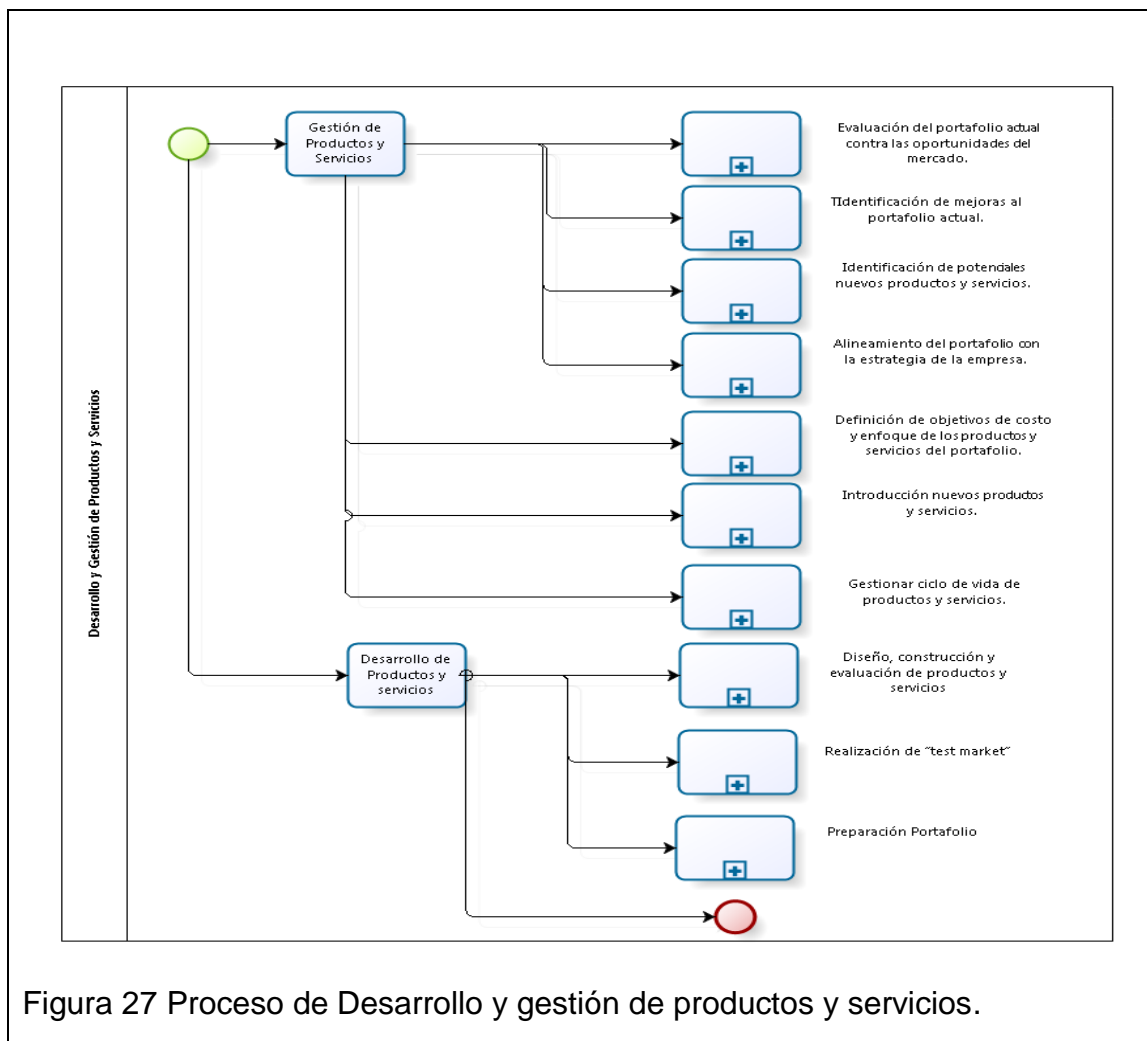 Desarrollo y Gestión de Productos y Servicios
Gestión de
Productos y
Servicios
Evaluación del portafolio actual
contra las oportunidades del
mercado.
TIdentificación de mejoras al
portafolio actual.
Identificación de potenciales
nuevos productos y servicios.
Alineamiento del portafolio con
la estrategia de la empresa.
Definición de objetivos de costo
y enfoque de los productos y
servicios del portafolio.
Introducción nuevos productos
y servicios.
Gestionar ciclo de vida de
productos y servicios.
Desarrollo de
Productos y
servicios
Diseño, construcción y
evaluación de productos y
servicios
Realización de "test market"
Preparación Portafolio
Figura 27 Proceso de Desarrollo y gestión de productos y servicios.